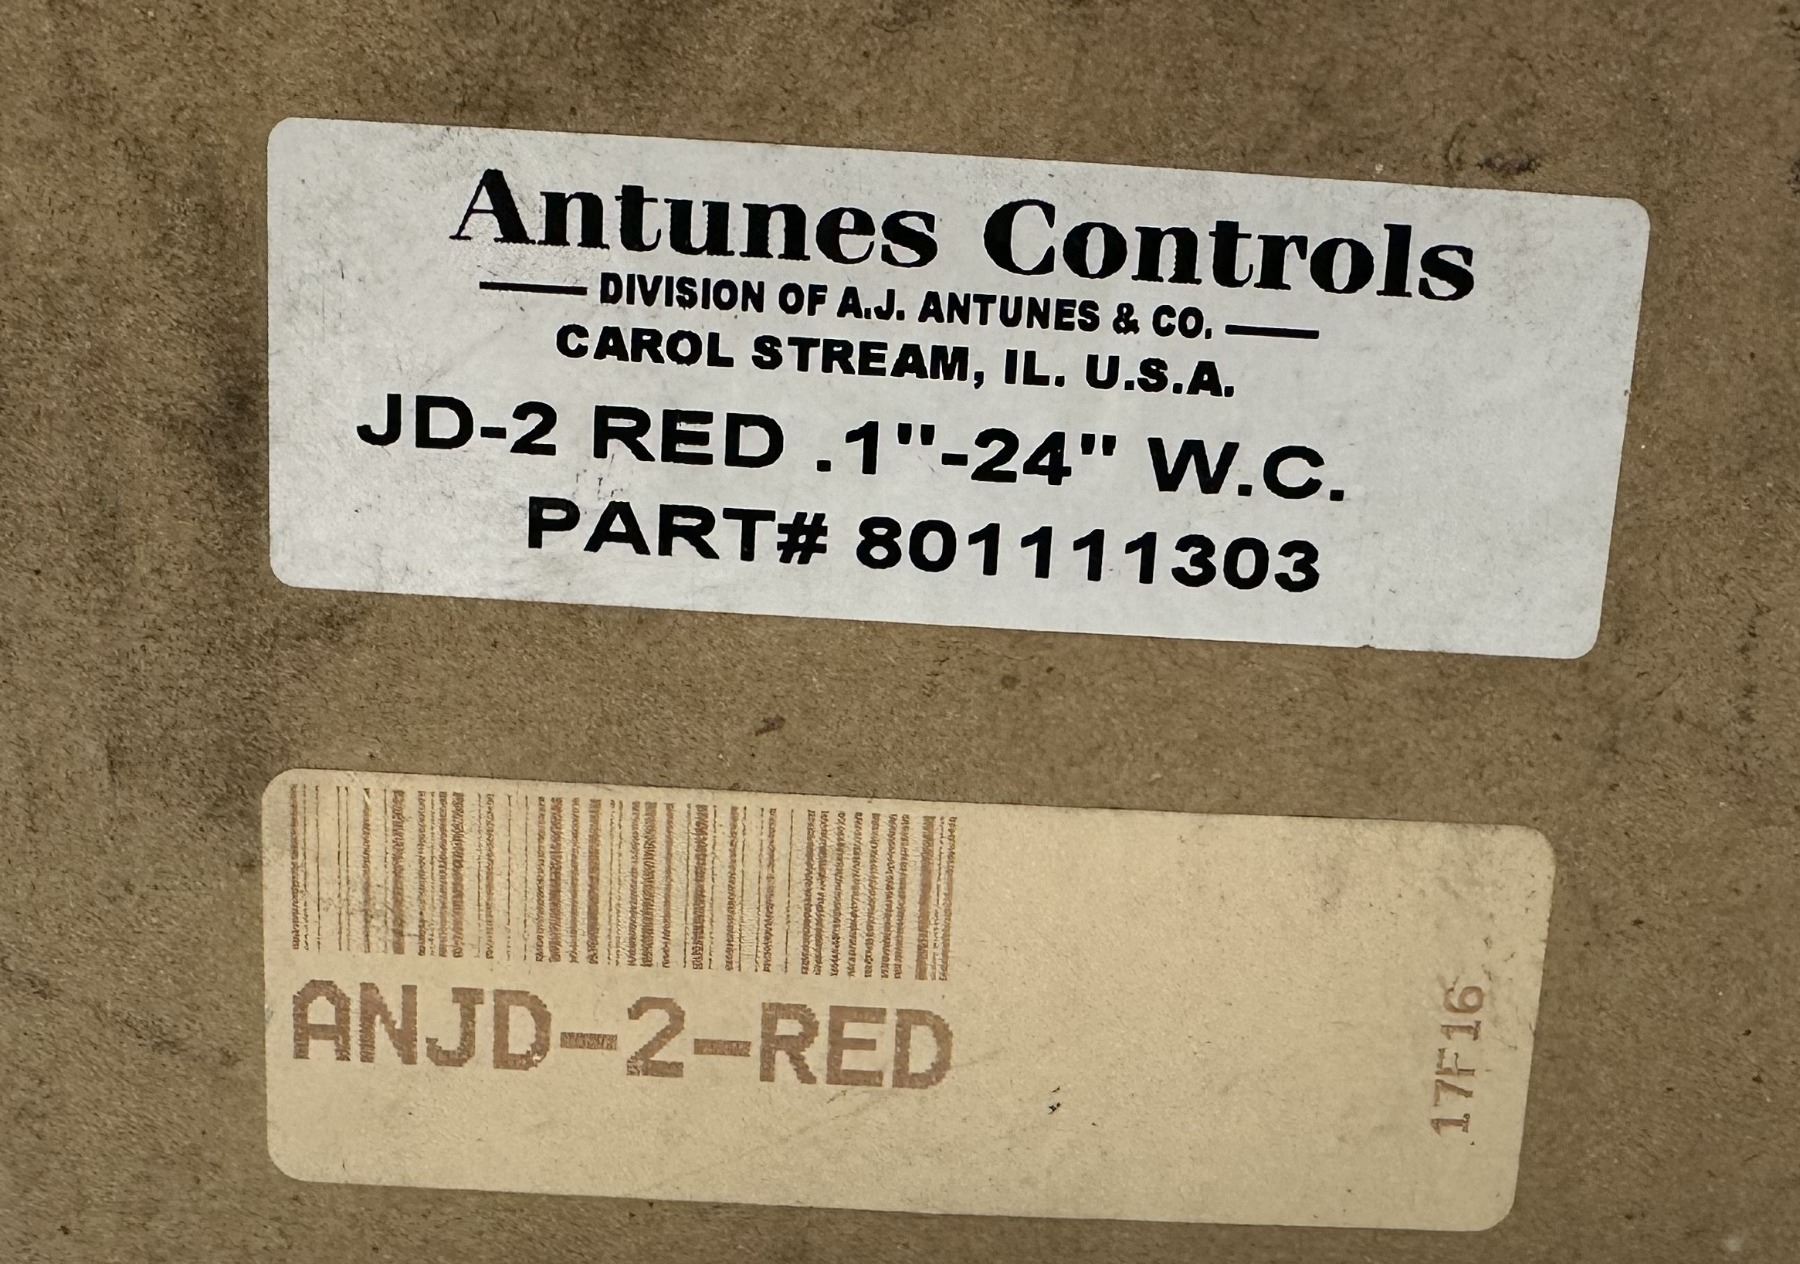 Antunes Controls
DIVISION OF A.J. ANTUNES & CO.
CAROL STREAM, IL. U.S.A.
JD-2 RED .1"-24" W.C.
PART# 801111303
ANJD-2-RED
17F16